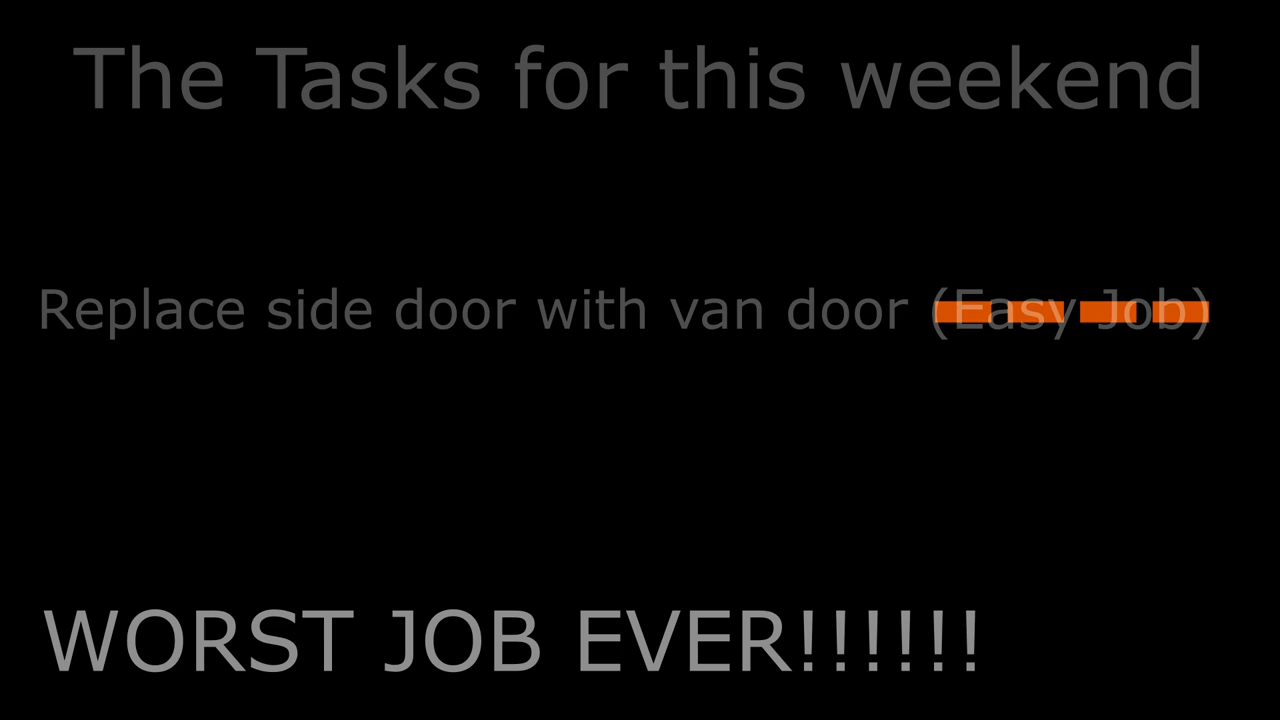 The Tasks for this weekend
Replace side door with van door (Easy Job)
WORST JOB EVER!!!!!!